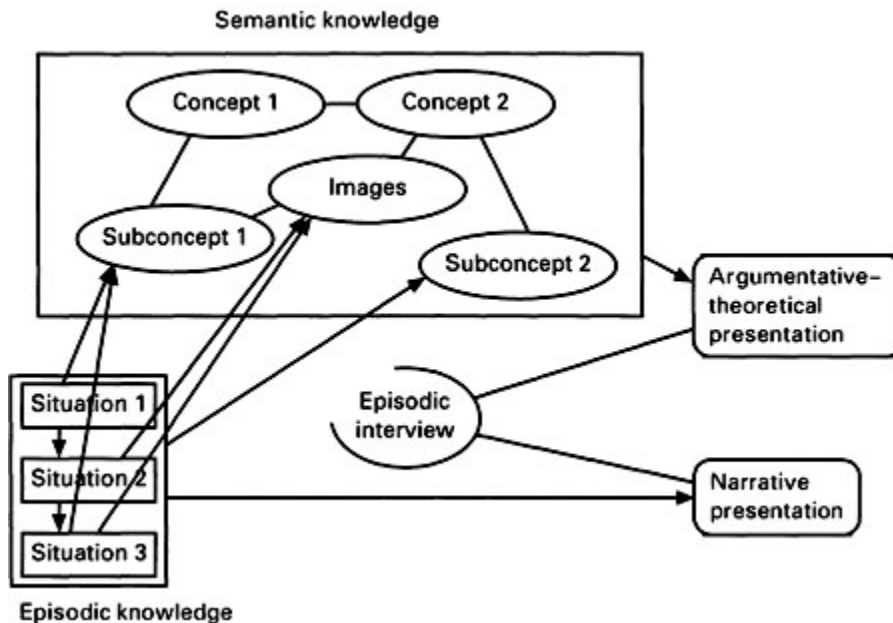 Semantic knowledge
Concept 1
Concept 2
Images
Subconcept 1
Subconcept 2
Argumentative–
theoretical
presentation
Situation 1
Episodic
interview
Situation 2
Narrative
presentation
Situation 3
Episodic knowledge